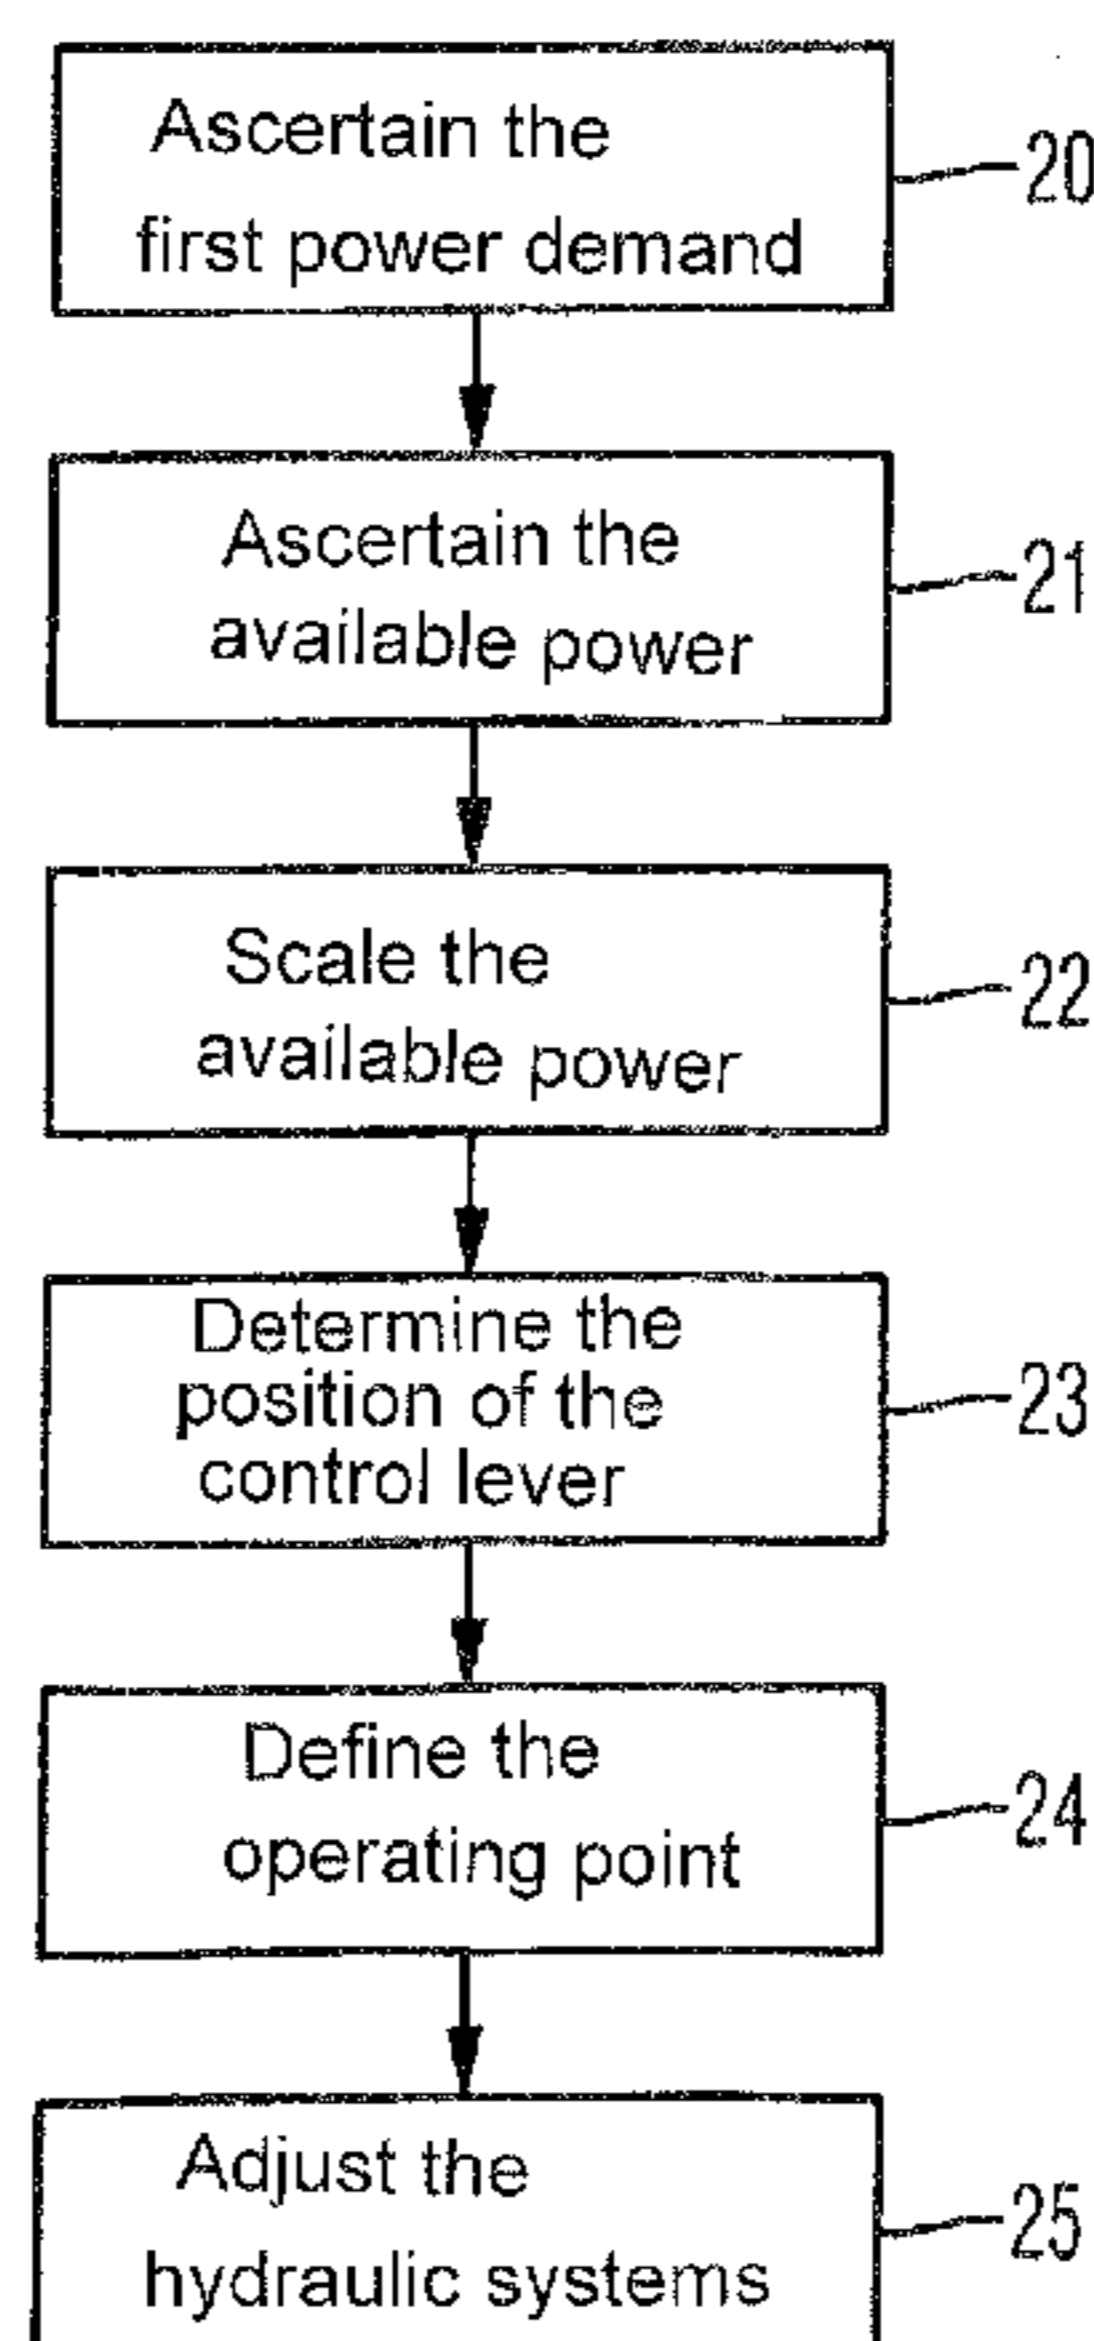 Ascertain the
first power demand
20
Ascertain the
available power
21
Scale the
available power
22
Determine the
position of the
control lever
23
Define the
operating point
24
Adjust the
hydraulic systems
25